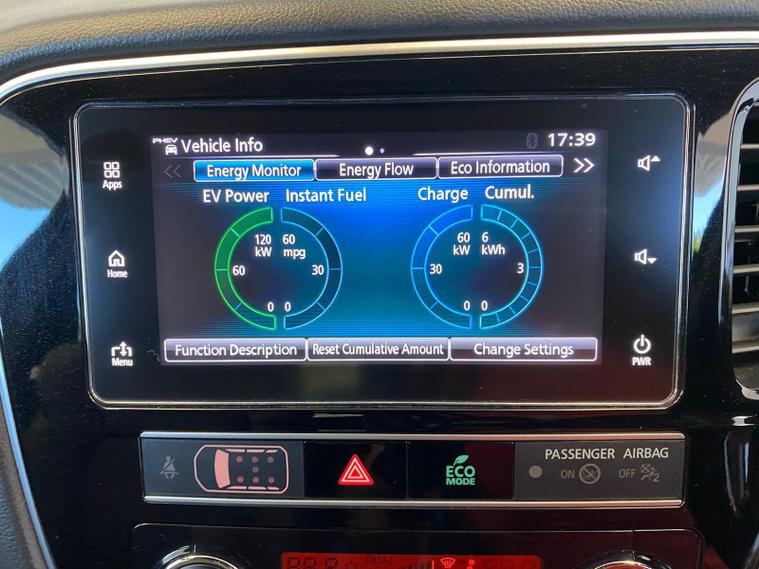 PHEV
Vehicle Info
17:39
Energy Monitor
Energy Flow
Eco Information
Apps
EV Power
Instant Fuel
Charge
Cumul.
120 kW
60 mpg
60
30
0
0
60 kW
6 kWh
30
3
0
0
Home
Menu
Function Description
Reset Cumulative Amount
Change Settings
PWR
ECO
MODE
PASSENGER AIRBAG
ON
OFF
2
DUAL